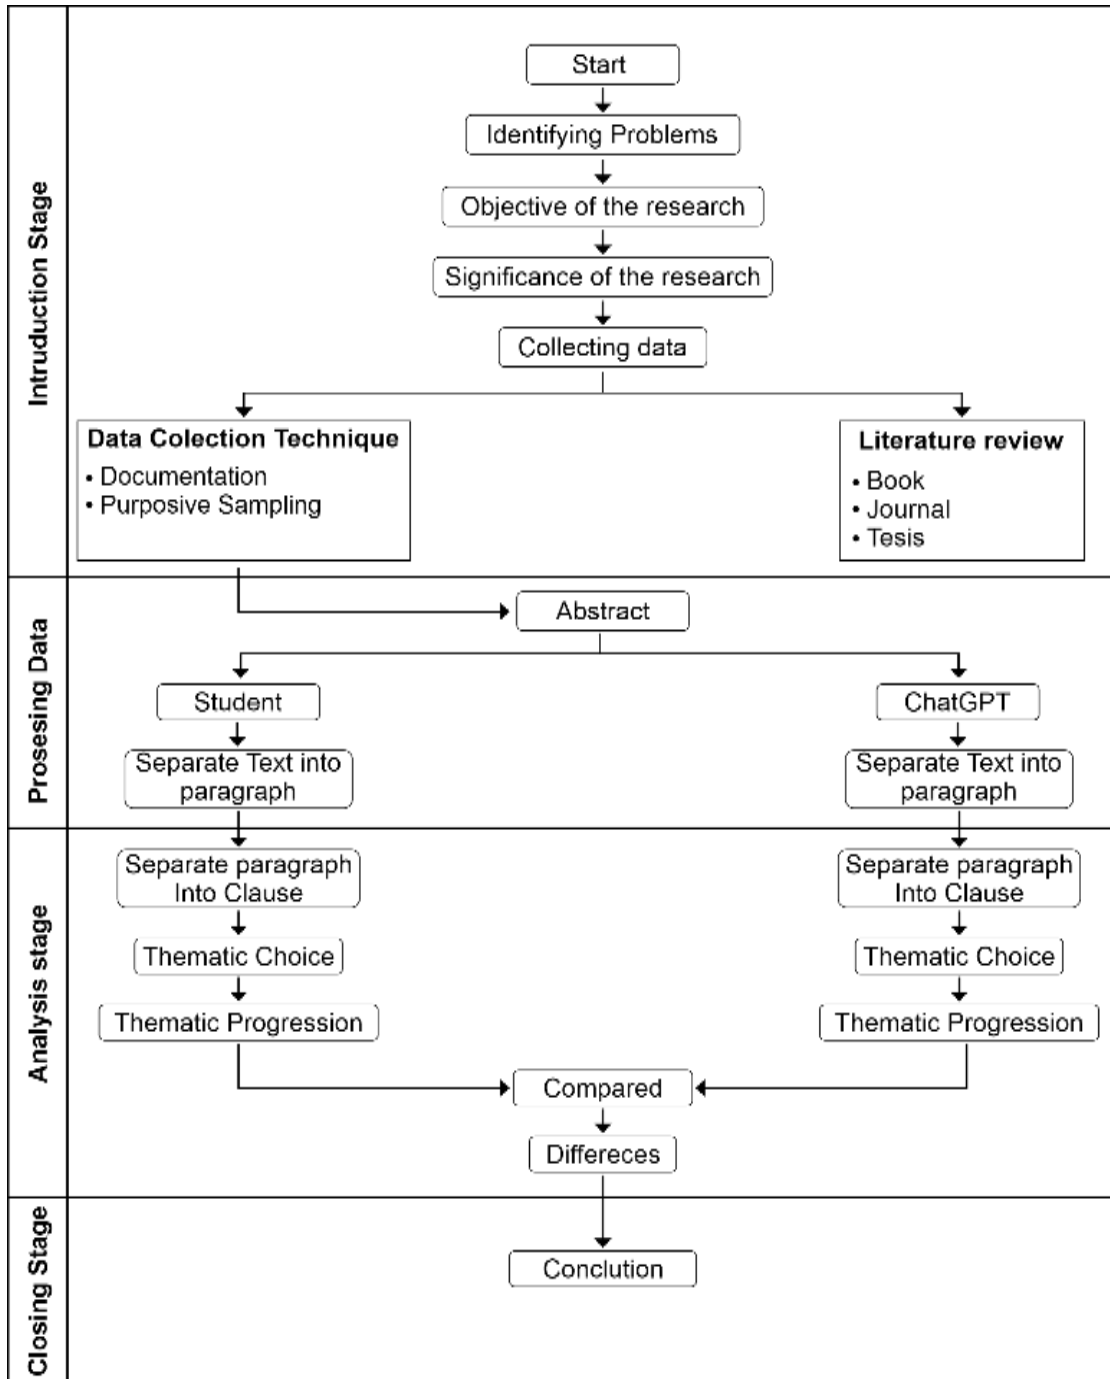 Intruduction Stage
Start
Identifying Problems
Objective of the research
Significance of the research
Collecting data
Data Colection Technique
• Documentation
• Purposive Sampling
Literature review
• Book
• Journal
• Tesis
Prosesing Data
Abstract
Student
ChatGPT
Separate Text into
paragraph
Separate Text into
paragraph
Analysis stage
Separate paragraph
Into Clause
Separate paragraph
Into Clause
Thematic Choice
Thematic Choice
Thematic Progression
Thematic Progression
Compared
Differeces
Closing Stage
Conclution